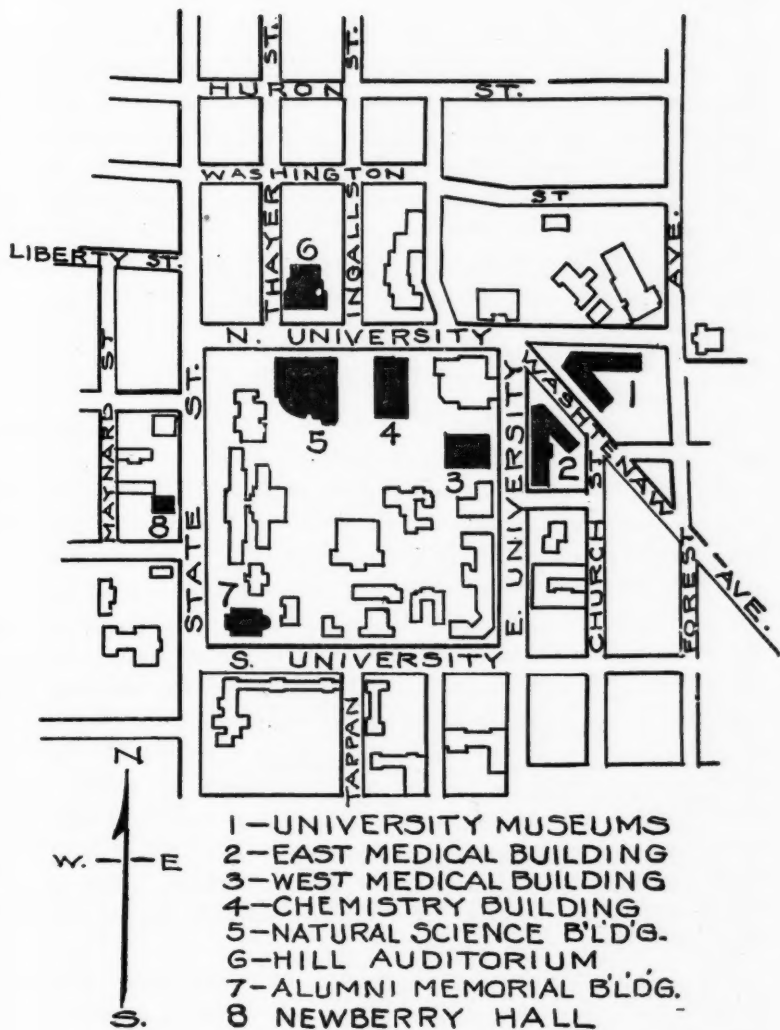 ST.
ST.
HURON ST.
WASHINGTON ST
LIBERTY ST.
THAYER
6
INGALLS
AVE.
N. UNIVERSITY
ST
MAYNARD
STATE ST.
5
4
3
E. UNIVERSITY
WASHTENAW AVE.
1
2
CHURCH ST.
FOREST
8
7
S. UNIVERSITY
TAPPAN
N
W. E
S.
1-UNIVERSITY MUSEUMS
2-EAST MEDICAL BUILDING
3-WEST MEDICAL BUILDING
4-CHEMISTRY BUILDING
5-NATURAL SCIENCE B'L'D'G.
6-HILL AUDITORIUM
7-ALUMNI MEMORIAL B'L'D'G.
8 NEWBERRY HALL